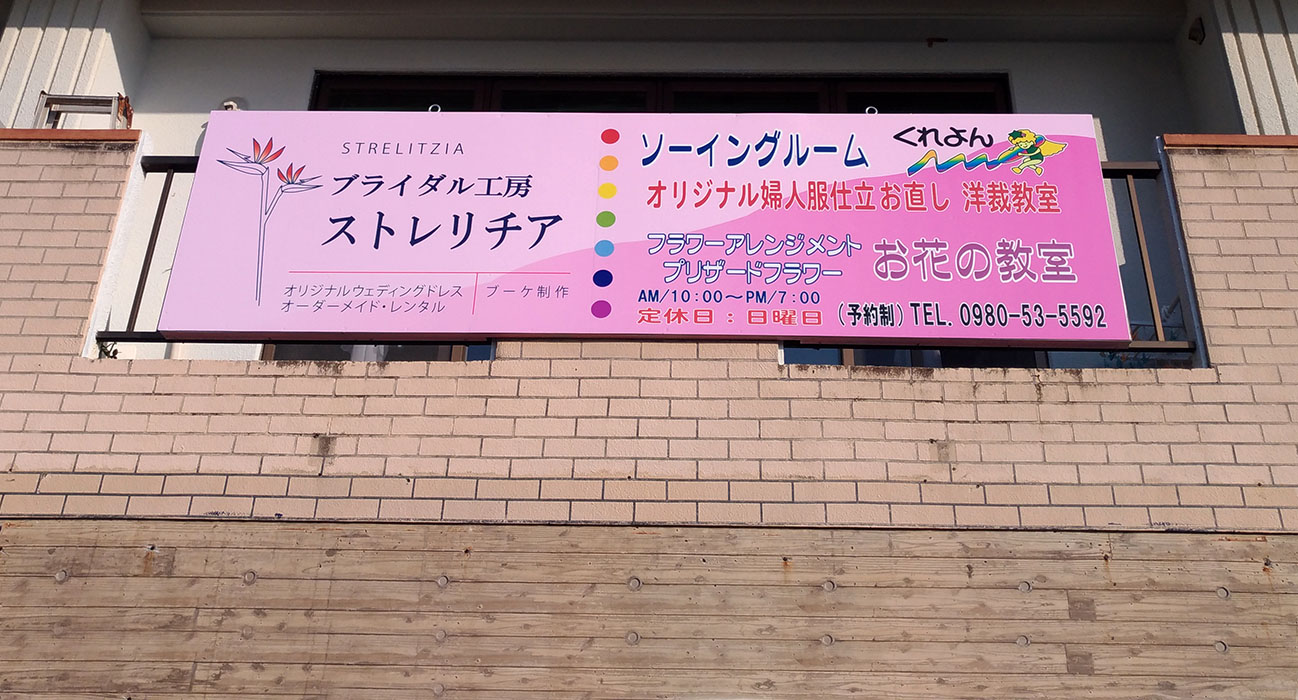 STRELITZIA
ブライダル工房
ストレリチア
オリジナルウェディングドレス
オーダーメイド・レンタル
ブーケ制作
ソーイングルーム
くれよん
オリジナル婦人服仕立お直し 洋裁教室
フラワーアレンジメント
プリザードフラワー
お花の教室
AM/10:00〜PM/7:00
定休日:日曜日
(予約制) TEL. 0980-53-5592